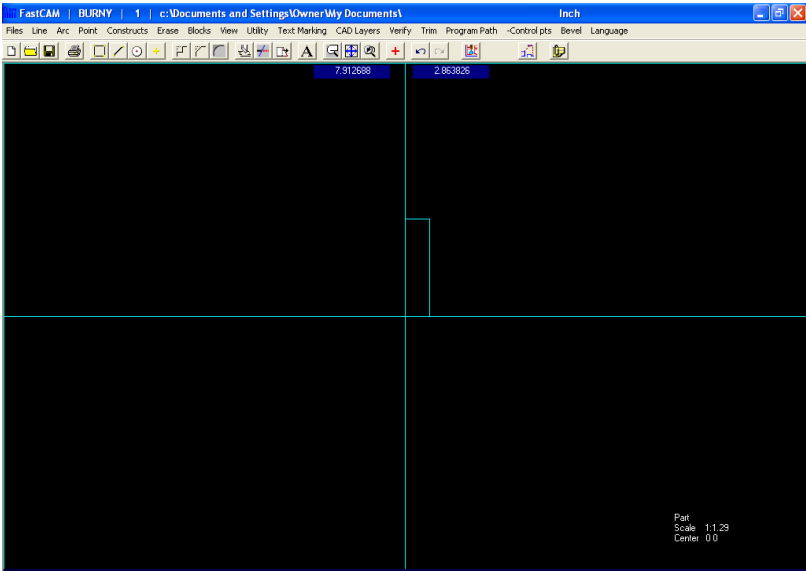 FastCAM | BURNY | 1 | c:\Documents and Settings\Owner\My Documents\ Inch
Files Line Arc Point Constructs Erase Blocks View Utility Text Marking CAD Layers Verify Trim Program Path -Control pts Bevel Language
A
7.912688 2.863826
Part
Scale 1:1.29
Center 0 0